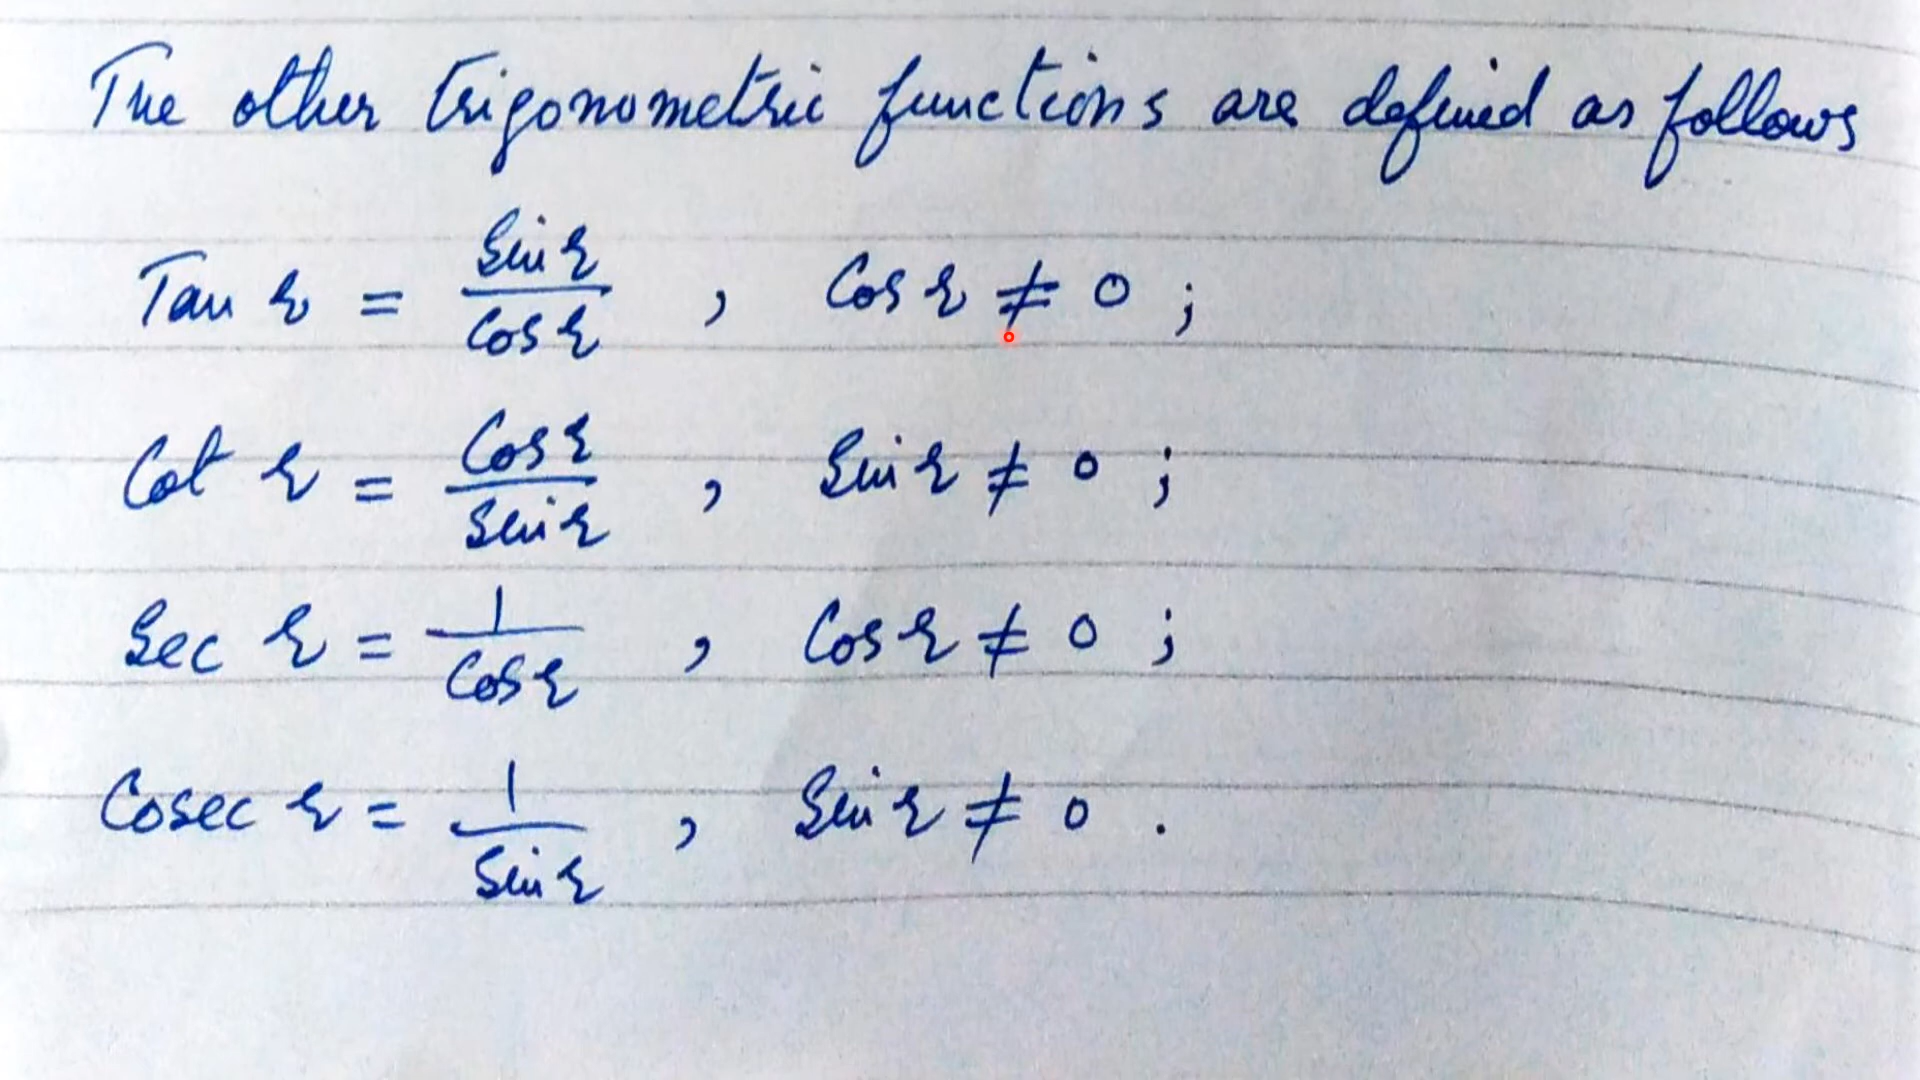 The other trigonometric functions are defined as follows
Tan r = Sin r / Cos r , Cos r ≠ 0 ;
Cot r = Cos r / Sin r , Sin r ≠ 0 ;
Sec r = 1 / Cos r , Cos r ≠ 0 ;
Cosec r = 1 / Sin r , Sin r ≠ 0 .